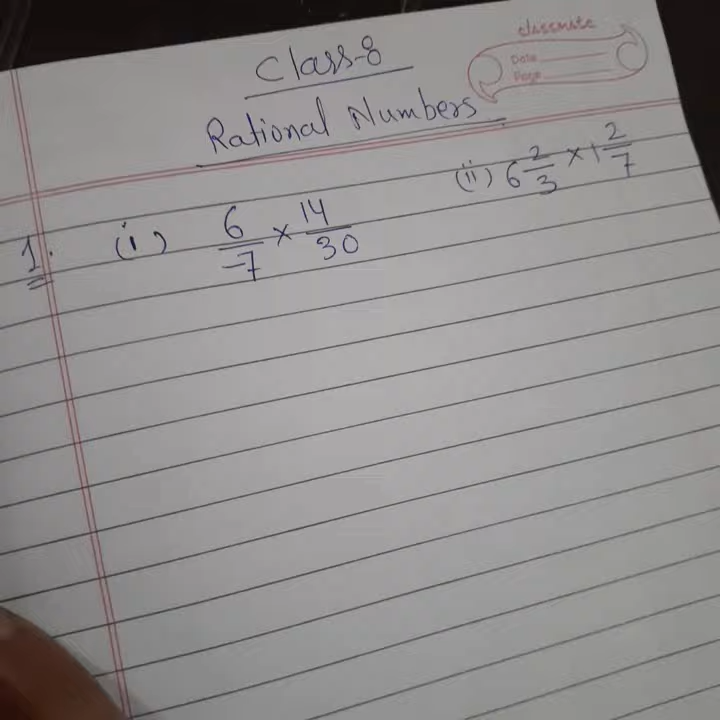 classmate
Date
Page
Class-8
Rational Numbers
1. (i) 6/-7 × 14/30
(ii) 6 2/3 × 1 2/7